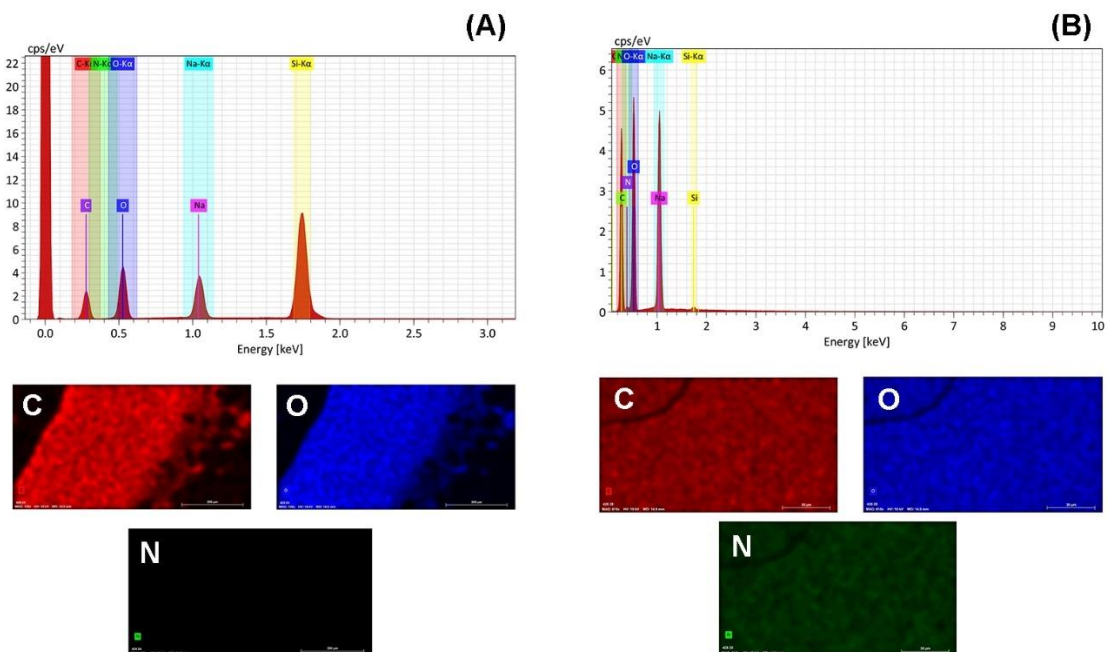 (A)
cps/eV
C-Kα N-Kα O-Kα Na-Kα Si-Kα
22
20
18
16
14
12
10
8
6
4
2
0
C O Na
0.0 0.5 1.0 1.5 2.0 2.5 3.0
Energy [keV]
(B)
cps/eV
O-Kα Na-Kα Si-Kα
6
5
4
3
2
1
0
O
N
C Na Si
1 2 3 4 5 6 7 8 9 10
Energy [keV]
C
O
N
C
O
N